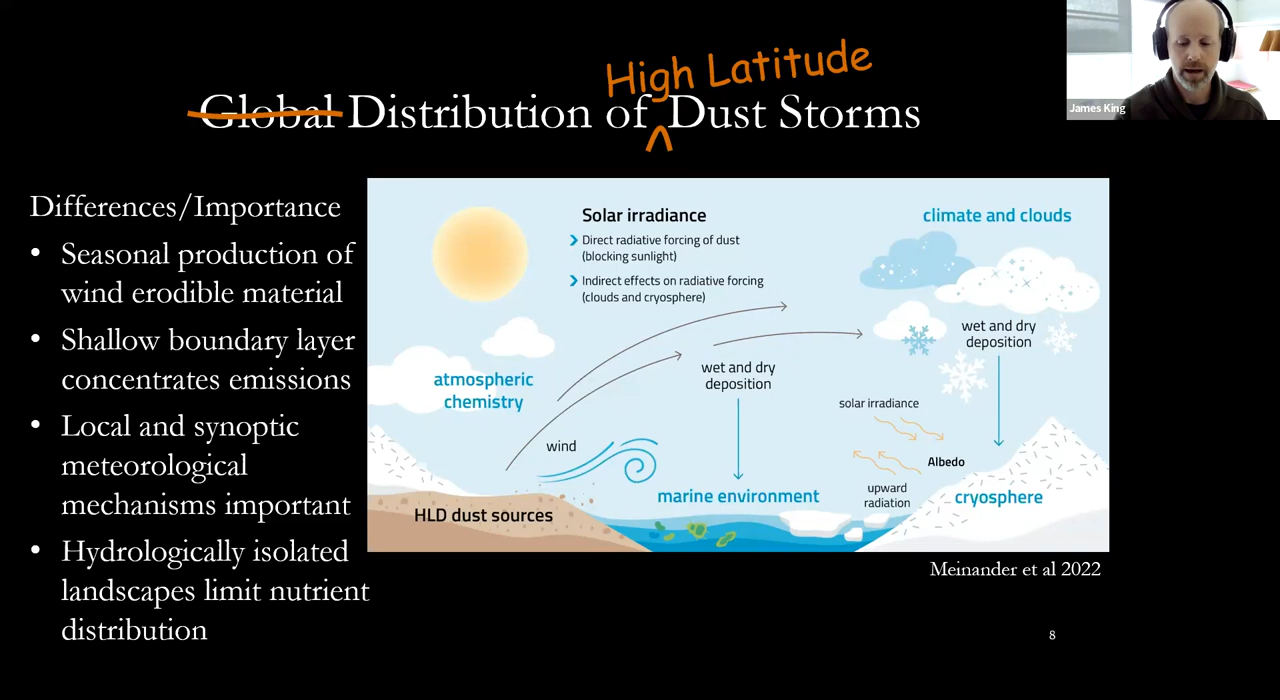 High Latitude
Global Distribution of ^ Dust Storms
James King
Differences/Importance
• Seasonal production of
wind erodible material
• Shallow boundary layer
concentrates emissions
• Local and synoptic
meteorological
mechanisms important
• Hydrologically isolated
landscapes limit nutrient
distribution
Solar irradiance
Direct radiative forcing of dust
(blocking sunlight)
Indirect effects on radiative forcing
(clouds and cryosphere)
climate and clouds
wet and dry
deposition
atmospheric
chemistry
wet and dry
deposition
solar irradiance
wind
Albedo
upward
radiation
marine environment
cryosphere
HLD dust sources
Meinander et al 2022
8